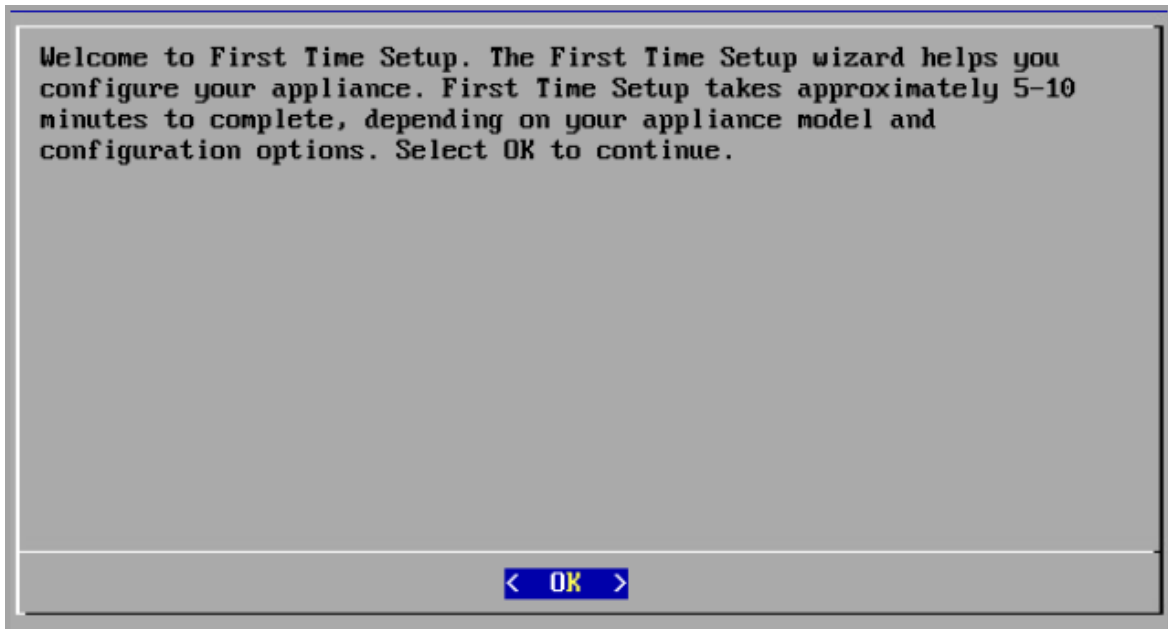 Welcome to First Time Setup. The First Time Setup wizard helps you
configure your appliance. First Time Setup takes approximately 5-10
minutes to complete, depending on your appliance model and
configuration options. Select OK to continue.
< OK >